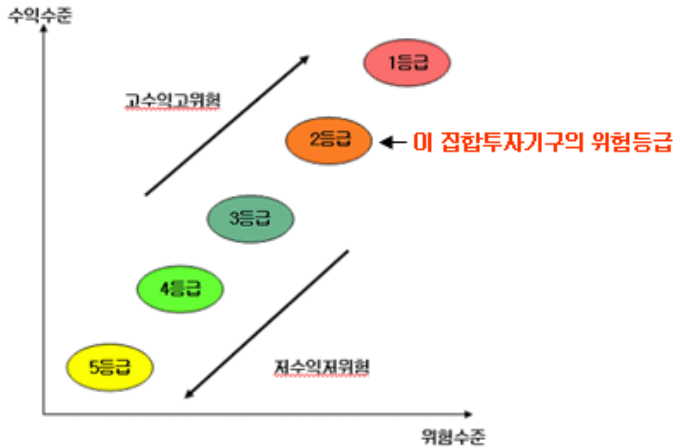 수익수준
1등급
고수익고위험
2등급
이 집합투자기구의 위험등급
3등급
4등급
5등급
저수익저위험
위험수준